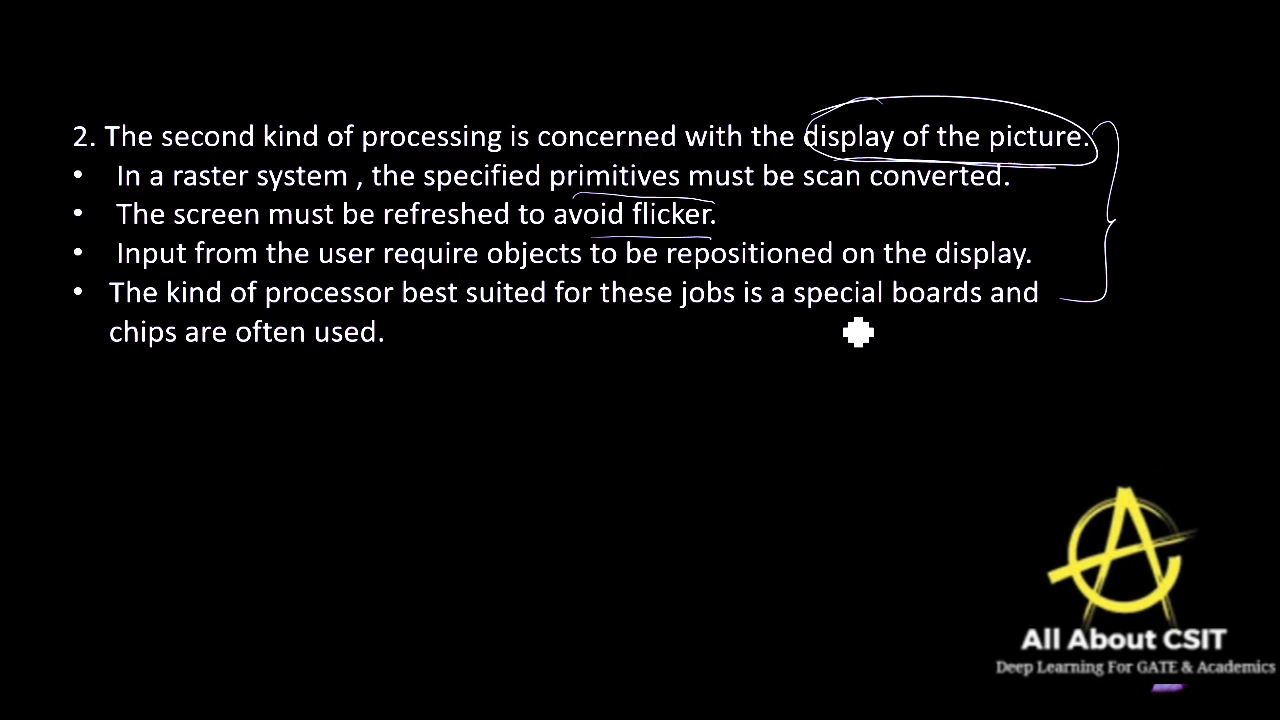 2. The second kind of processing is concerned with the display of the picture.
• In a raster system , the specified primitives must be scan converted.
• The screen must be refreshed to avoid flicker.
• Input from the user require objects to be repositioned on the display.
• The kind of processor best suited for these jobs is a special boards and
chips are often used.
All About CSIT
Deep Learning For GATE & Academics